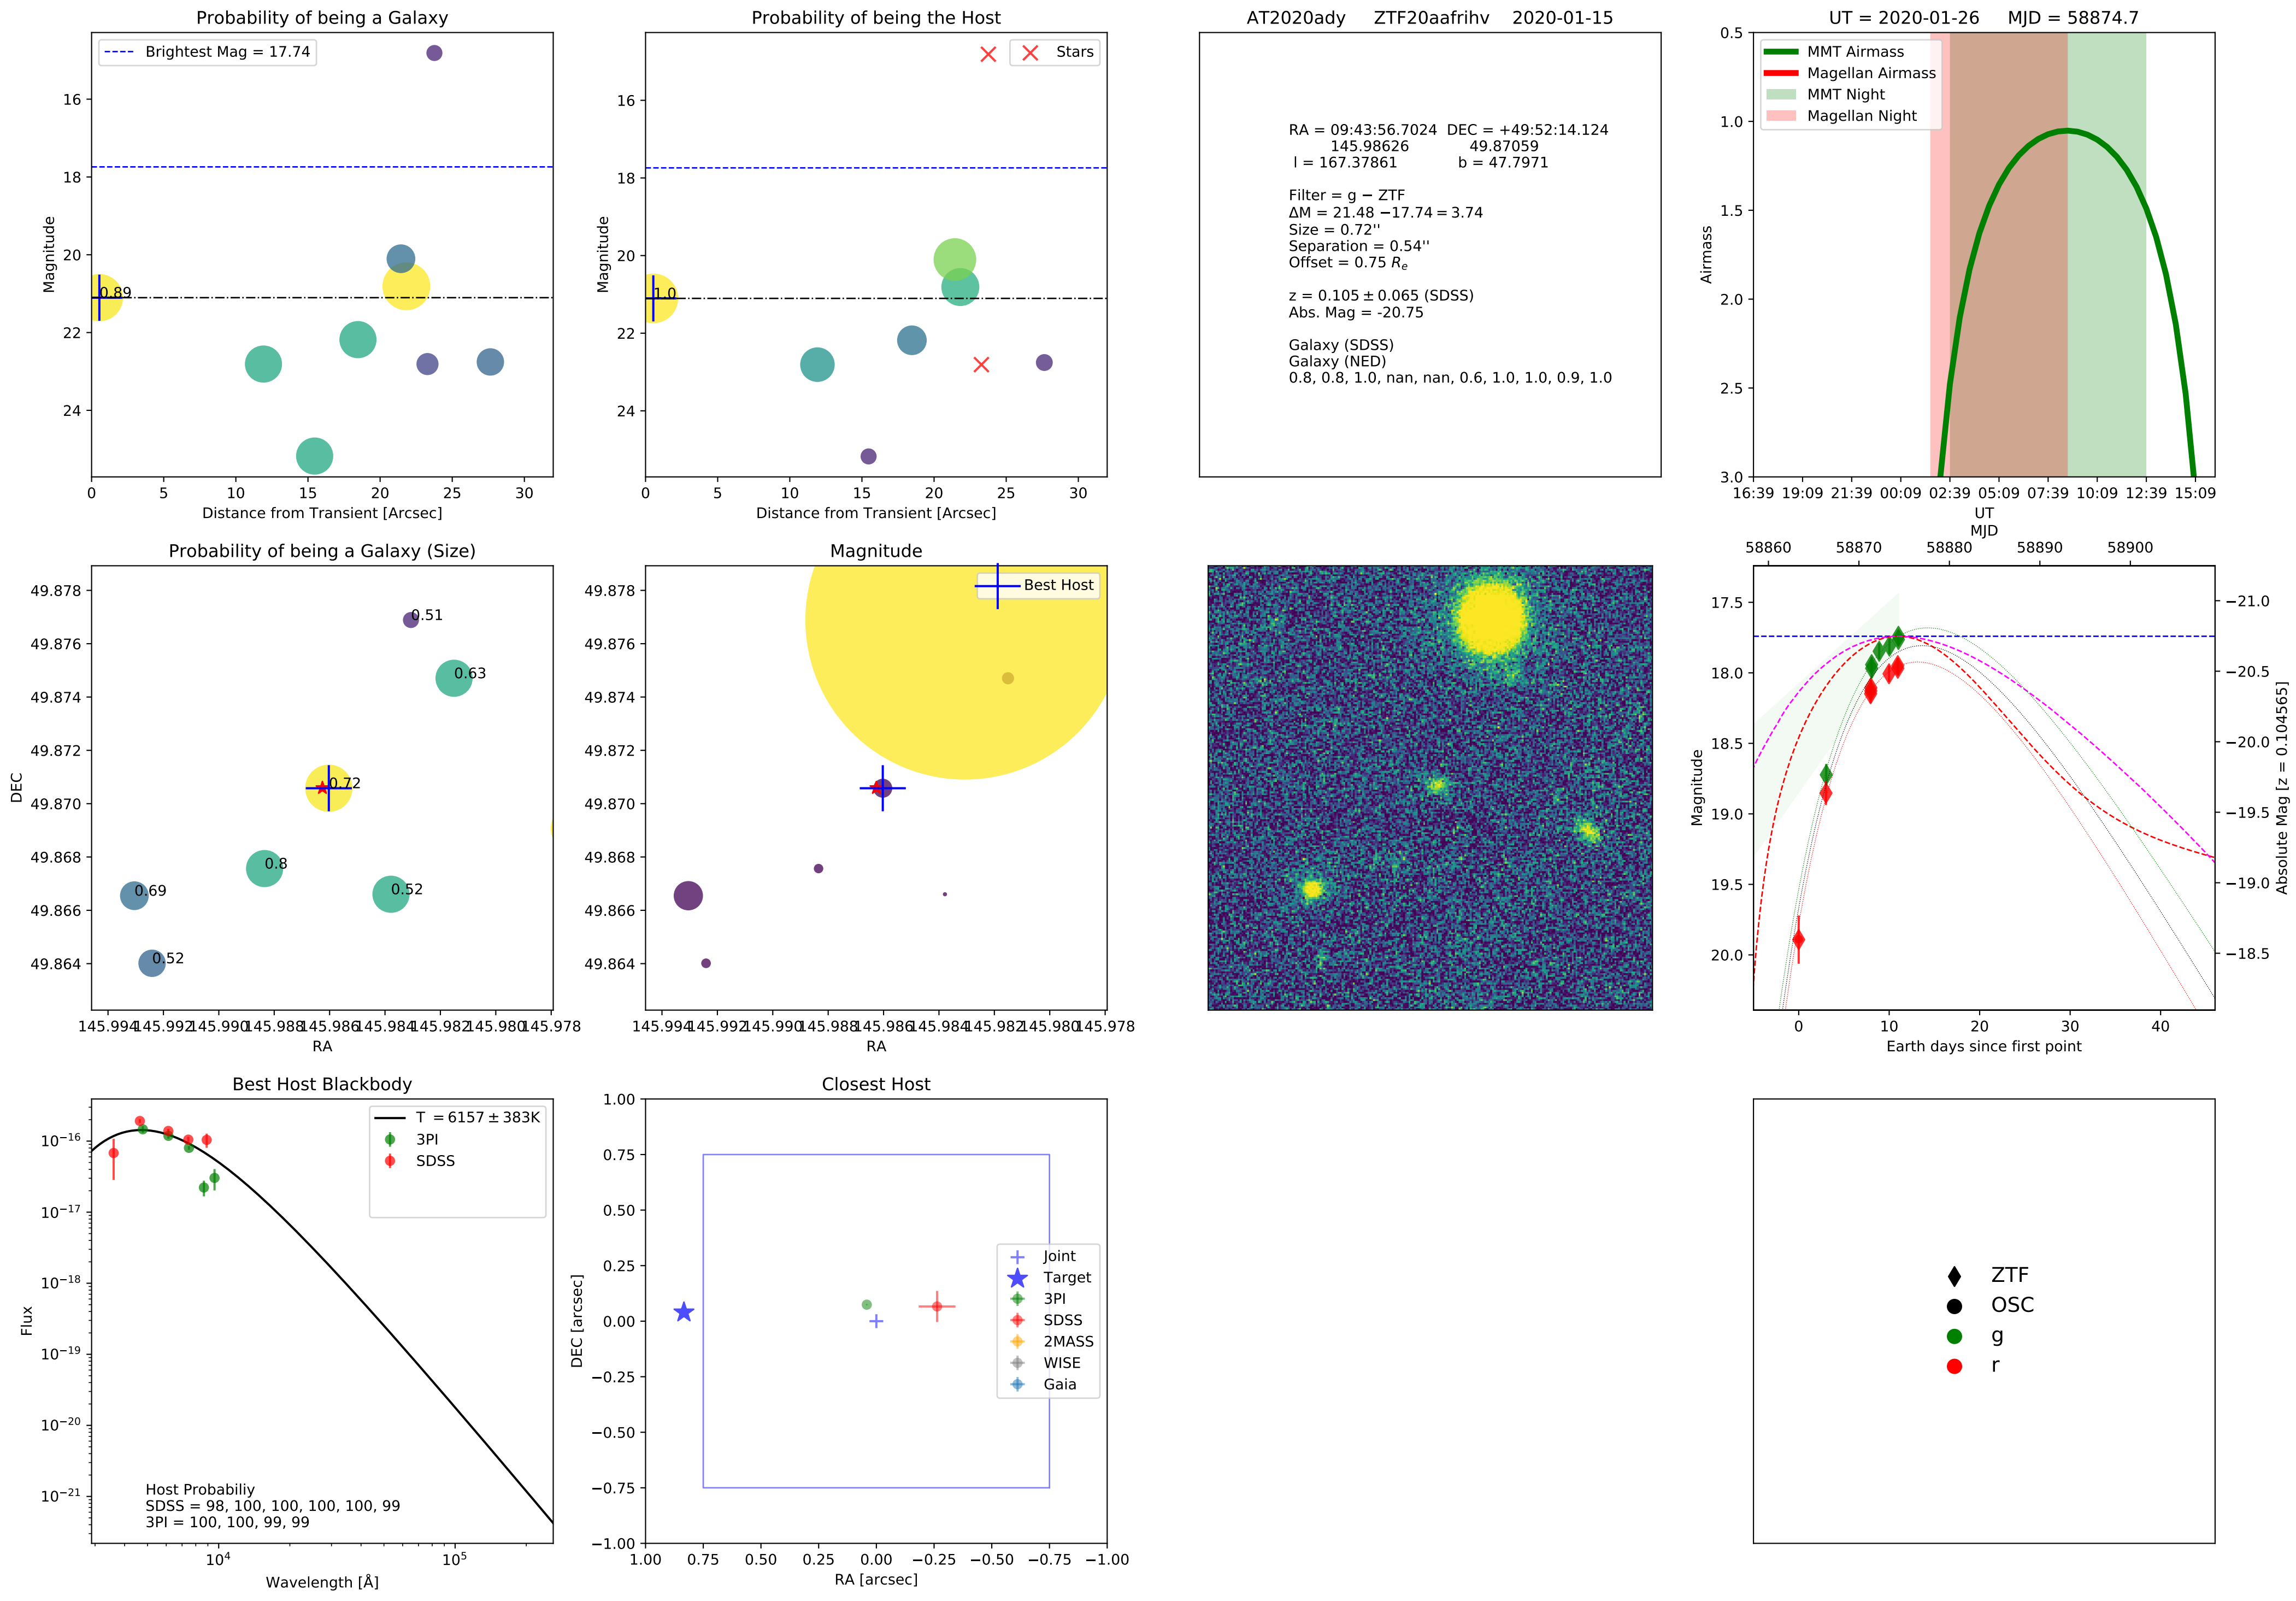 Probability of being a Galaxy
Brightest Mag = 17.74
0.89
16
18
20
22
24
Magnitude
0 5 10 15 20 25 30
Distance from Transient [Arcsec]
Probability of being the Host
Stars
1.0
16
18
20
22
24
Magnitude
0 5 10 15 20 25 30
Distance from Transient [Arcsec]
AT2020ady ZTF20aafrihv 2020-01-15
RA = 09:43:56.7024 DEC = +49:52:14.124
145.98626 49.87059
l = 167.37861 b = 47.7971
Filter = g − ZTF
ΔM = 21.48 −17.74 = 3.74
Size = 0.72''
Separation = 0.54''
Offset = 0.75 Re
z = 0.105 ± 0.065 (SDSS)
Abs. Mag = -20.75
Galaxy (SDSS)
Galaxy (NED)
0.8, 0.8, 1.0, nan, nan, 0.6, 1.0, 1.0, 0.9, 1.0
UT = 2020-01-26 MJD = 58874.7
MMT Airmass
Magellan Airmass
MMT Night
Magellan Night
0.5
1.0
1.5
2.0
2.5
3.0
Airmass
16:39 19:09 21:39 00:09 02:39 05:09 07:39 10:09 12:39 15:09
UT
Probability of being a Galaxy (Size)
0.51
0.63
0.72
0.8
0.52
0.69
0.52
49.878
49.876
49.874
49.872
49.870
49.868
49.866
49.864
DEC
145.994 145.992 145.990 145.988 145.986 145.984 145.982 145.980 145.978
RA
Magnitude
Best Host
49.878
49.876
49.874
49.872
49.870
49.868
49.866
49.864
145.994 145.992 145.990 145.988 145.986 145.984 145.982 145.980 145.978
RA
MJD
58860 58870 58880 58890 58900
17.5
18.0
18.5
19.0
19.5
20.0
Magnitude
−21.0
−20.5
−20.0
−19.5
−19.0
−18.5
Absolute Mag [z = 0.104565]
0 10 20 30 40
Earth days since first point
Best Host Blackbody
T = 6157 ± 383K
3PI
SDSS
10−16
10−17
10−18
10−19
10−20
10−21
Flux
Host Probabiliy
SDSS = 98, 100, 100, 100, 100, 99
3PI = 100, 100, 99, 99
104 105
Wavelength [Å]
Closest Host
Joint
Target
3PI
SDSS
2MASS
WISE
Gaia
1.00
0.75
0.50
0.25
0.00
−0.25
−0.50
−0.75
−1.00
DEC [arcsec]
1.00 0.75 0.50 0.25 0.00 −0.25 −0.50 −0.75 −1.00
RA [arcsec]
ZTF
OSC
g
r